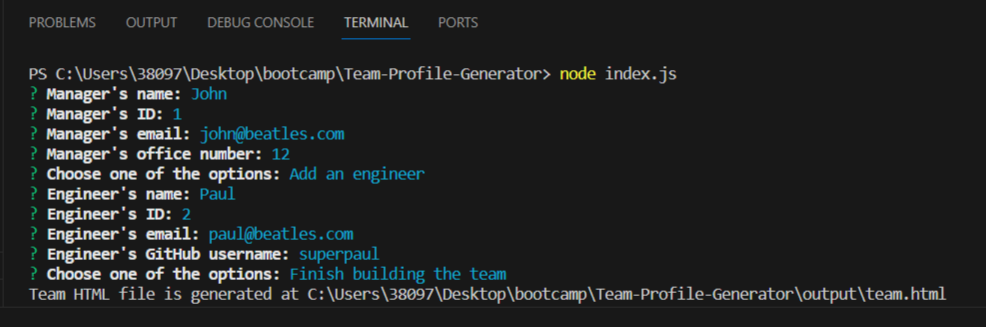 PROBLEMS OUTPUT DEBUG CONSOLE TERMINAL PORTS
PS C:\Users\38097\Desktop\bootcamp\Team-Profile-Generator> node index.js
? Manager's name: John
? Manager's ID: 1
? Manager's email: john@beatles.com
? Manager's office number: 12
? Choose one of the options: Add an engineer
? Engineer's name: Paul
? Engineer's ID: 2
? Engineer's email: paul@beatles.com
? Engineer's GitHub username: superpaul
? Choose one of the options: Finish building the team
Team HTML file is generated at C:\Users\38097\Desktop\bootcamp\Team-Profile-Generator\output\team.html